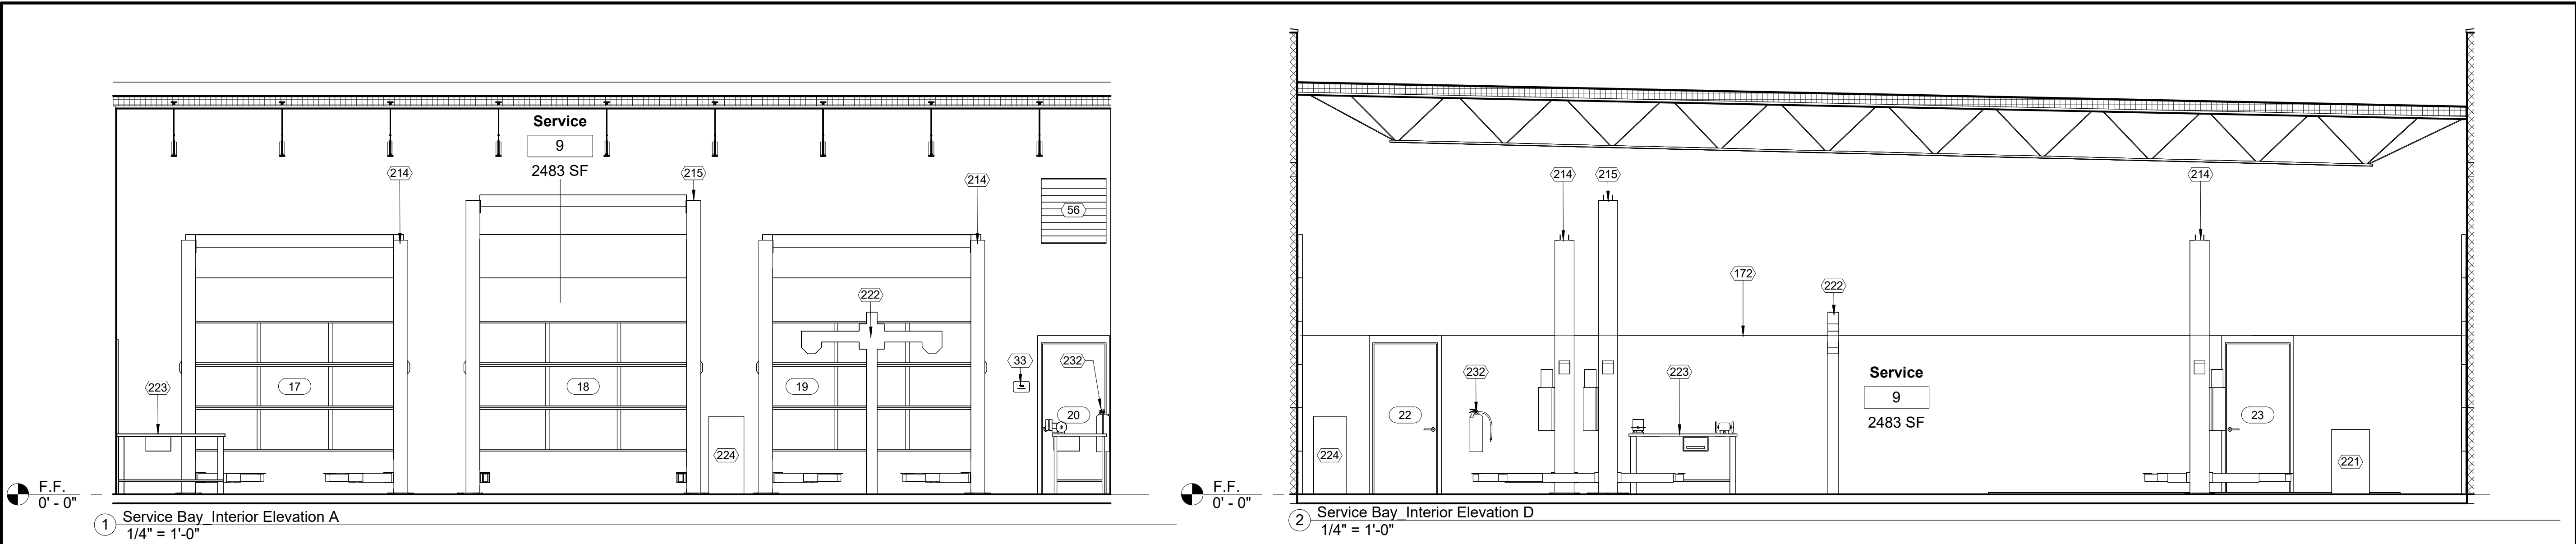 Service
9
2483 SF
214
215
214
56
222
33
232
223
17
18
19
20
224
F.F.
0' - 0"
1
Service Bay_Interior Elevation A
1/4" = 1'-0"
214
215
214
172
222
232
223
Service
9
2483 SF
22
23
224
221
F.F.
0' - 0"
2
Service Bay_Interior Elevation D
1/4" = 1'-0"